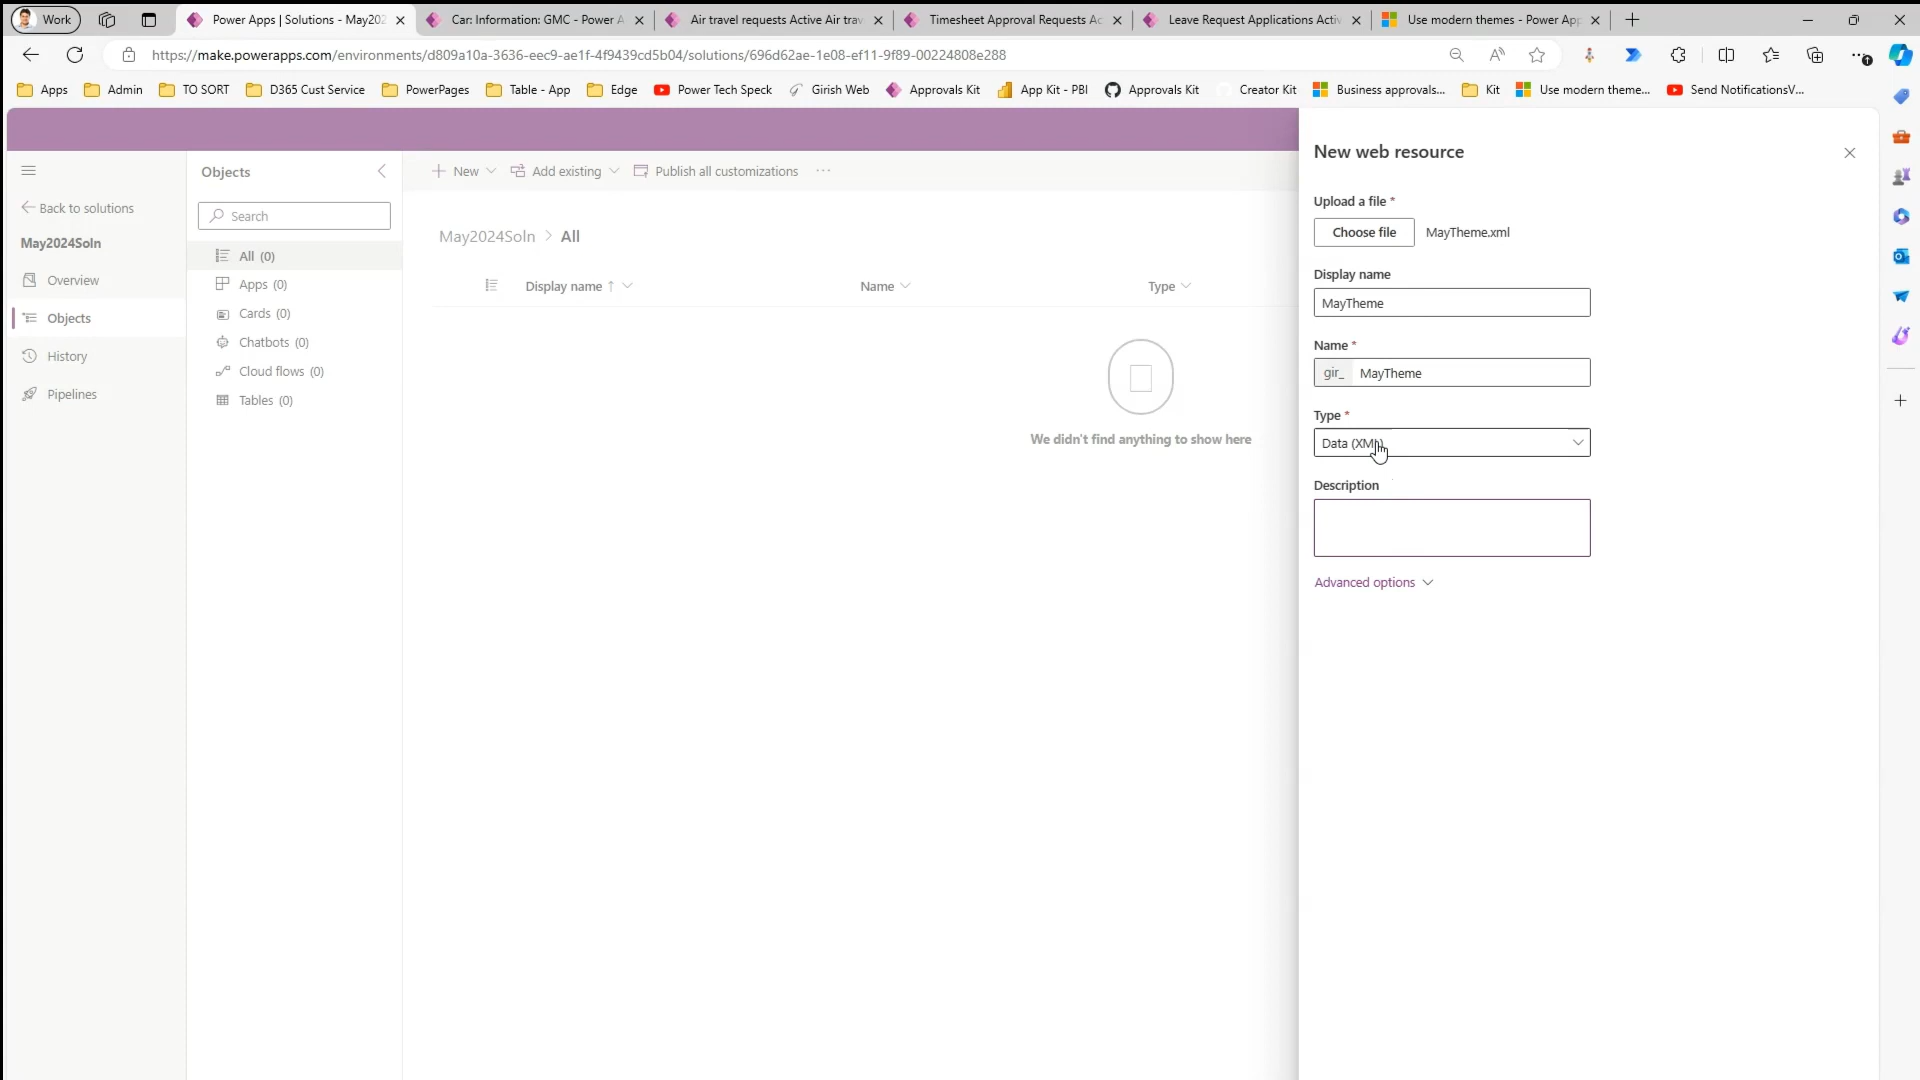 Work
Power Apps | Solutions - May202
Car: Information: GMC - Power A
Air travel requests Active Air trav
Timesheet Approval Requests Ac
Leave Request Applications Activ
Use modern themes - Power App
https://make.powerapps.com/environments/d809a10a-3636-eec9-ae1f-4f9439cd5b04/solutions/696d62ae-1e08-ef11-9f89-00224808e288
Apps
Admin
TO SORT
D365 Cust Service
PowerPages
Table - App
Edge
Power Tech Speck
Girish Web
Approvals Kit
App Kit - PBI
Approvals Kit
Creator Kit
Business approvals...
Kit
Use modern theme...
Send NotificationsV...
Back to solutions
May2024Soln
Overview
Objects
History
Pipelines
Objects
Search
All (0)
Apps (0)
Cards (0)
Chatbots (0)
Cloud flows (0)
Tables (0)
New
Add existing
Publish all customizations
May2024Soln > All
Display name
Name
Type
We didn't find anything to show here
New web resource
Upload a file *
Choose file
MayTheme.xml
Display name
MayTheme
Name *
gir_ MayTheme
Type *
Data (XML)
Description
Advanced options